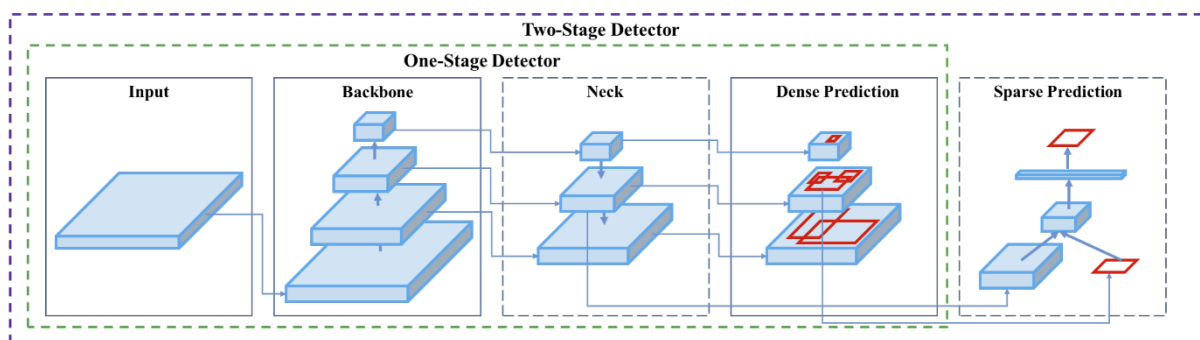 Two-Stage Detector
One-Stage Detector
Input
Backbone
Neck
Dense Prediction
Sparse Prediction